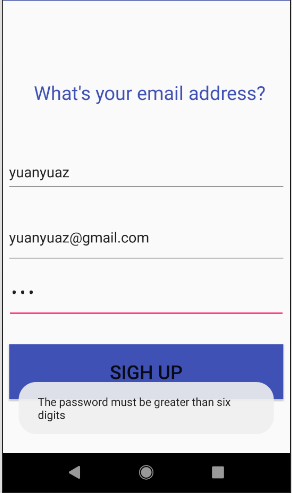 What's your email address?
yuanyuaz
yuanyuaz@gmail.com
•••
SIGH UP
The password must be greater than six
digits